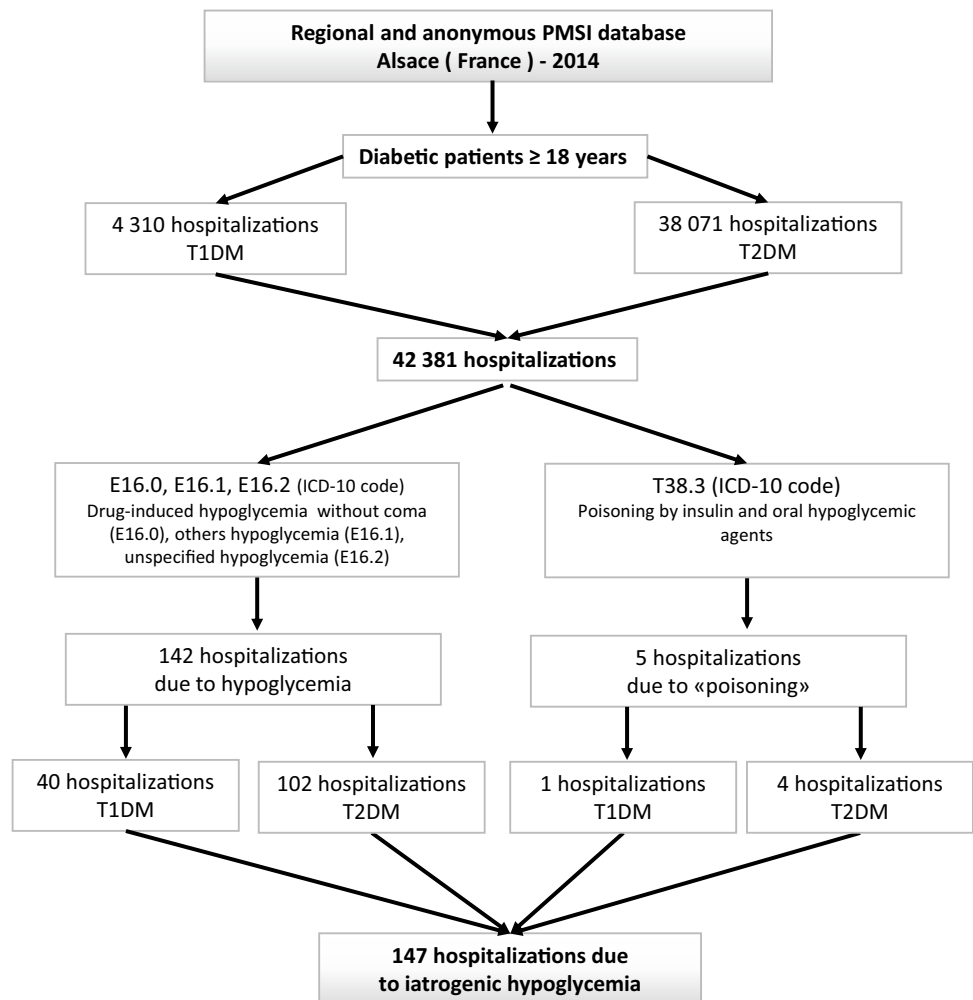 Regional and anonymous PMSI database
Alsace ( France ) - 2014
Diabetic patients ≥ 18 years
4 310 hospitalizations
T1DM
38 071 hospitalizations
T2DM
42 381 hospitalizations
E16.0, E16.1, E16.2 (ICD-10 code)
Drug-induced hypoglycemia without coma
(E16.0), others hypoglycemia (E16.1),
unspecified hypoglycemia (E16.2)
T38.3 (ICD-10 code)
Poisoning by insulin and oral hypoglycemic
agents
142 hospitalizations
due to hypoglycemia
5 hospitalizations
due to «poisoning»
40 hospitalizations
T1DM
102 hospitalizations
T2DM
1 hospitalizations
T1DM
4 hospitalizations
T2DM
147 hospitalizations due
to iatrogenic hypoglycemia